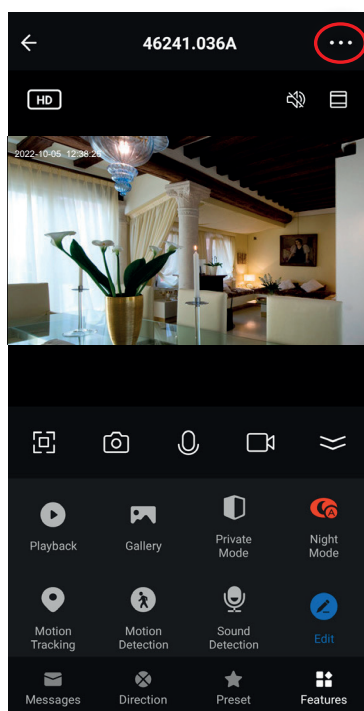 46241.036A
HD
2022-10-05 12:38:26
Playback
Gallery
Private
Mode
Night
Mode
Motion
Tracking
Motion
Detection
Sound
Detection
Edit
Messages
Direction
Preset
Features